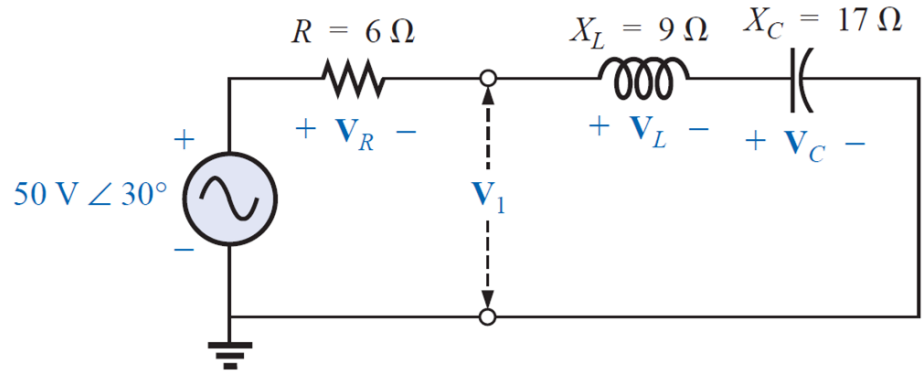 R = 6 Ω
X_L = 9 Ω
X_C = 17 Ω
+ V_R −
+ V_L −
+ V_C −
+
50 V ∠ 30°
−
V_1